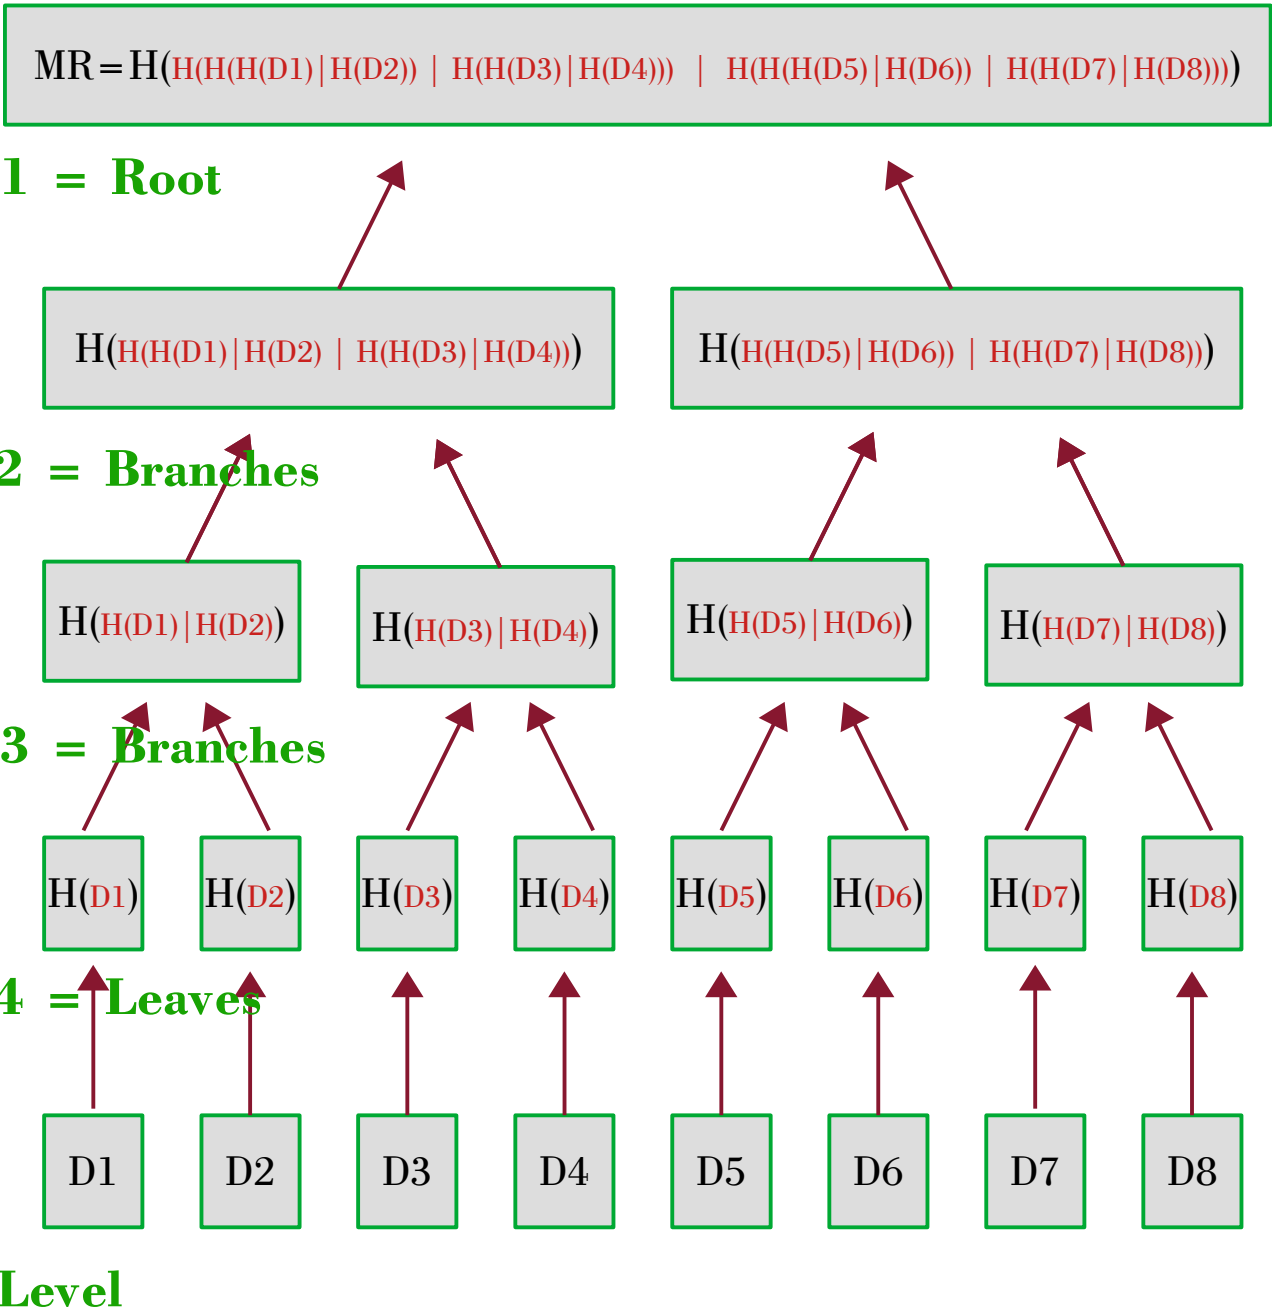 MR=H(H(H(H(D1)|H(D2)) | H(H(D3)|H(D4))) | H(H(H(D5)|H(D6)) | H(H(D7)|H(D8))))
1 = Root
H(H(H(D1)|H(D2) | H(H(D3)|H(D4))) H(H(H(D5)|H(D6)) | H(H(D7)|H(D8)))
2 = Branches
H(H(D1)|H(D2)) H(H(D3)|H(D4)) H(H(D5)|H(D6)) H(H(D7)|H(D8))
3 = Branches
H(D1) H(D2) H(D3) H(D4) H(D5) H(D6) H(D7) H(D8)
4 = Leaves
D1 D2 D3 D4 D5 D6 D7 D8
Level